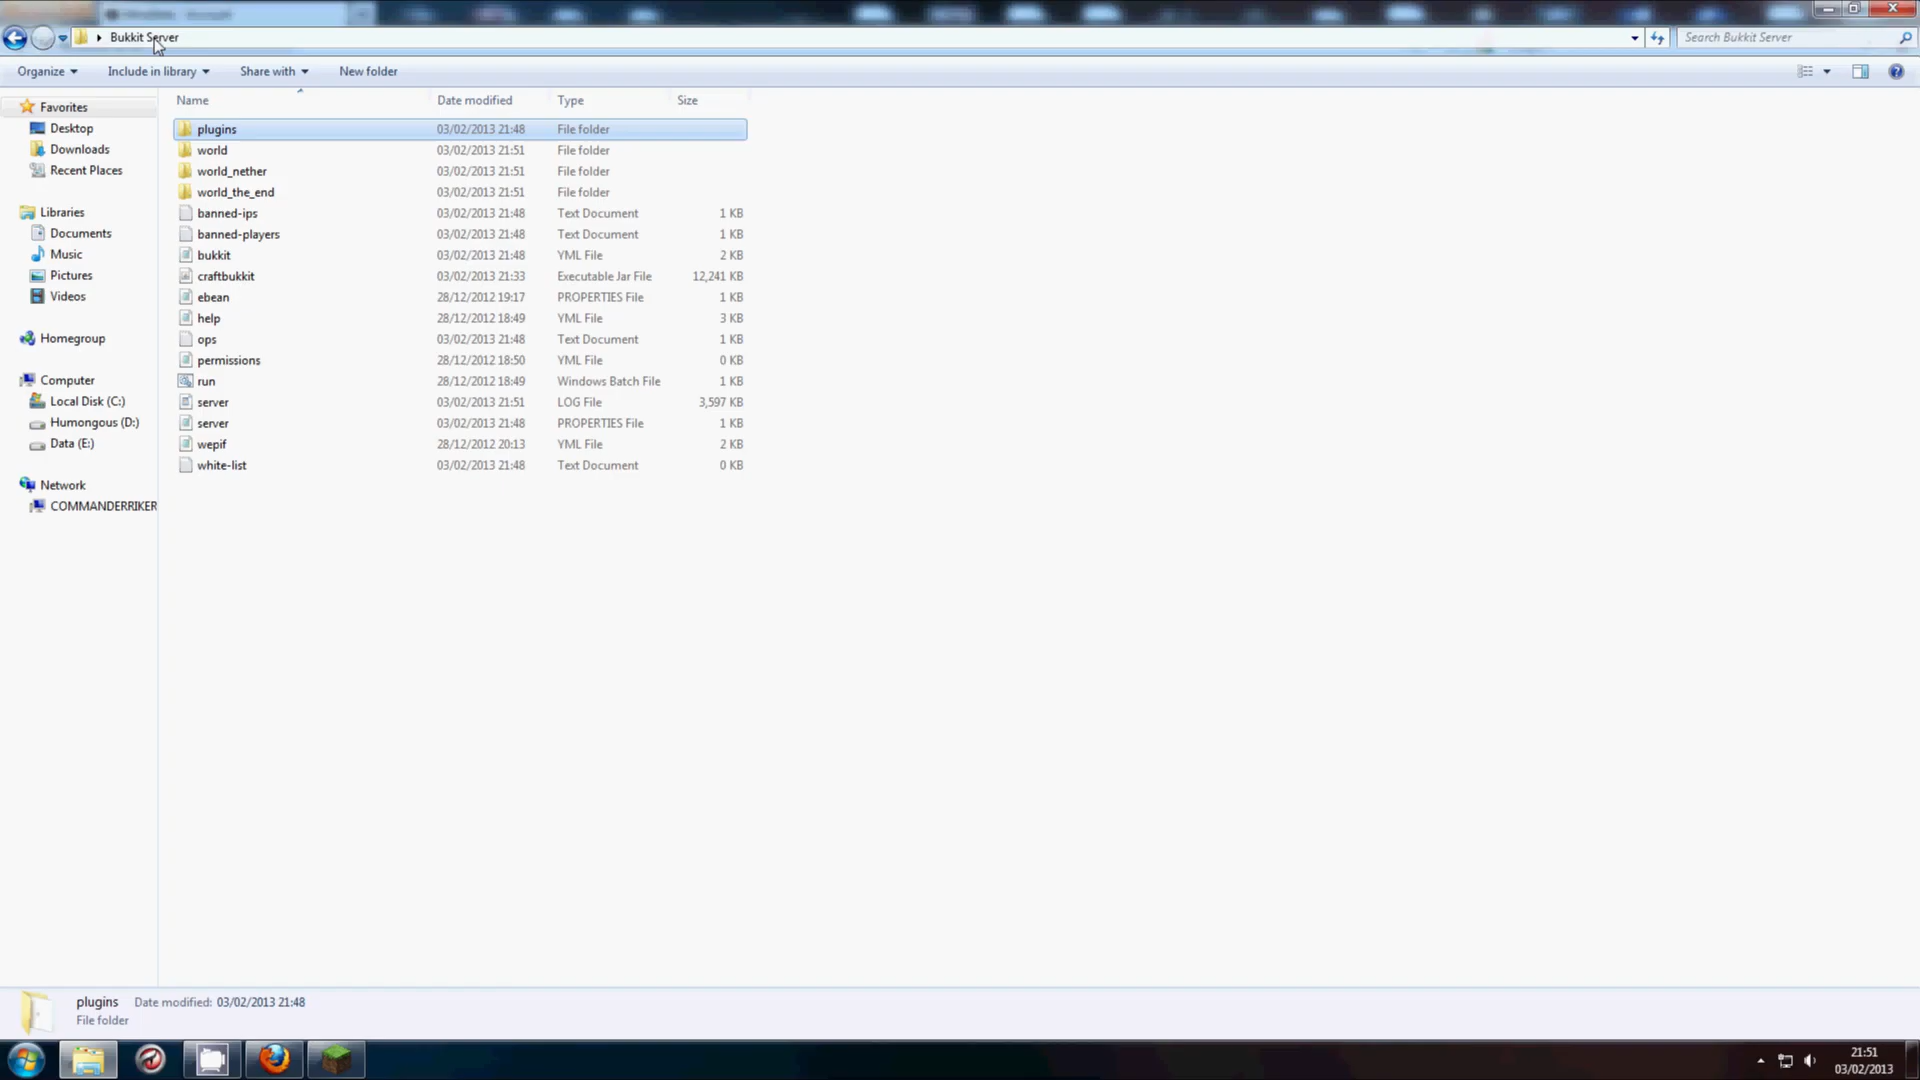 Bukkit Server
Search Bukkit Server
Organize Include in library Share with New folder
Name Date modified Type Size
Favorites
Desktop
Downloads
Recent Places
Libraries
Documents
Music
Pictures
Videos
Homegroup
Computer
Local Disk (C:)
Humongous (D:)
Data (E:)
Network
COMMANDERRIKER
plugins 03/02/2013 21:48 File folder
world 03/02/2013 21:51 File folder
world_nether 03/02/2013 21:51 File folder
world_the_end 03/02/2013 21:51 File folder
banned-ips 03/02/2013 21:48 Text Document 1 KB
banned-players 03/02/2013 21:48 Text Document 1 KB
bukkit 03/02/2013 21:48 YML File 2 KB
craftbukkit 03/02/2013 21:33 Executable Jar File 12,241 KB
ebean 28/12/2012 19:17 PROPERTIES File 1 KB
help 28/12/2012 18:49 YML File 3 KB
ops 03/02/2013 21:48 Text Document 1 KB
permissions 28/12/2012 18:50 YML File 0 KB
run 28/12/2012 18:49 Windows Batch File 1 KB
server 03/02/2013 21:51 LOG File 3,597 KB
server 03/02/2013 21:48 PROPERTIES File 1 KB
wepif 28/12/2012 20:13 YML File 2 KB
white-list 03/02/2013 21:48 Text Document 0 KB
plugins Date modified: 03/02/2013 21:48
File folder
21:51
03/02/2013